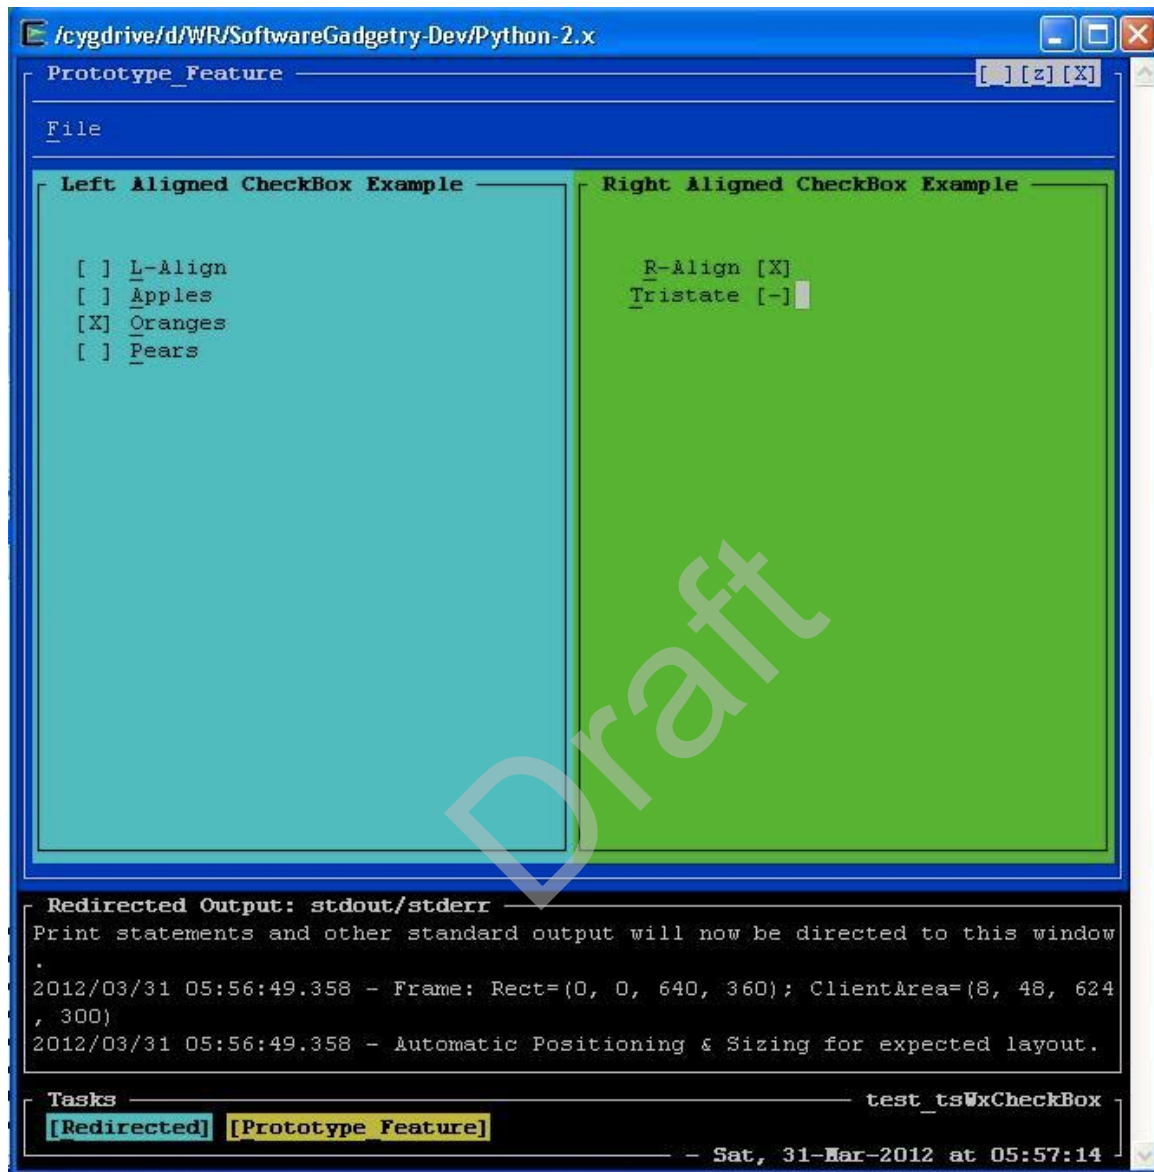 /cygdrive/d/WR/SoftwareGadgetry-Dev/Python-2.x
Prototype_Feature [_][z][X]
File
Left Aligned CheckBox Example
[ ] L-Align
[ ] Apples
[X] Oranges
[ ] Pears
Right Aligned CheckBox Example
R-Align [X]
Tristate [-]
Draft
Redirected Output: stdout/stderr
Print statements and other standard output will now be directed to this window
.
2012/03/31 05:56:49.358 - Frame: Rect=(0, 0, 640, 360); ClientArea=(8, 48, 624
, 300)
2012/03/31 05:56:49.358 - Automatic Positioning & Sizing for expected layout.
Tasks test_tsWxCheckBox
[Redirected] [Prototype_Feature]
- Sat, 31-Mar-2012 at 05:57:14